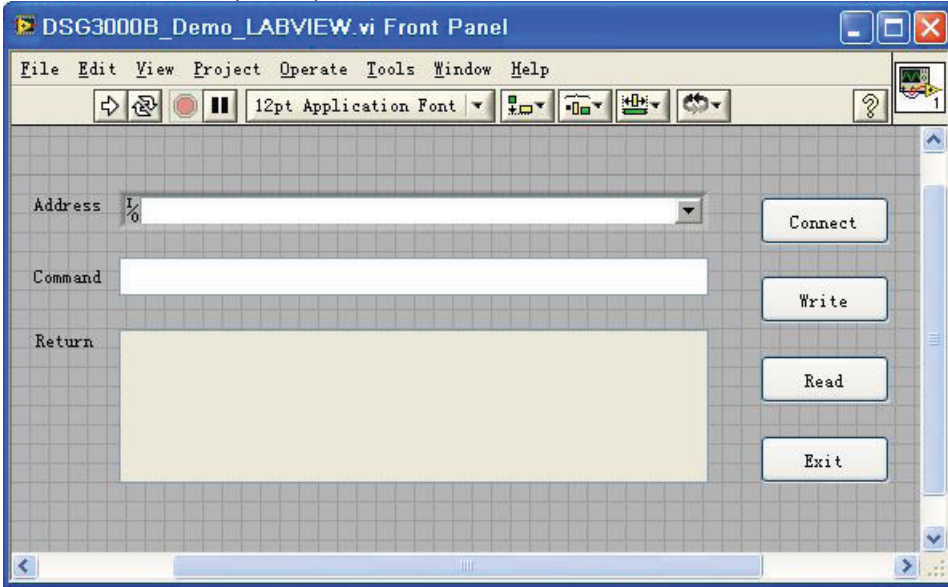 DSG3000B_Demo_LABVIEW.vi Front Panel
File Edit View Project Operate Tools Window Help
12pt Application Font
?
1
Address I/O
Connect
Command
Write
Return
Read
Exit